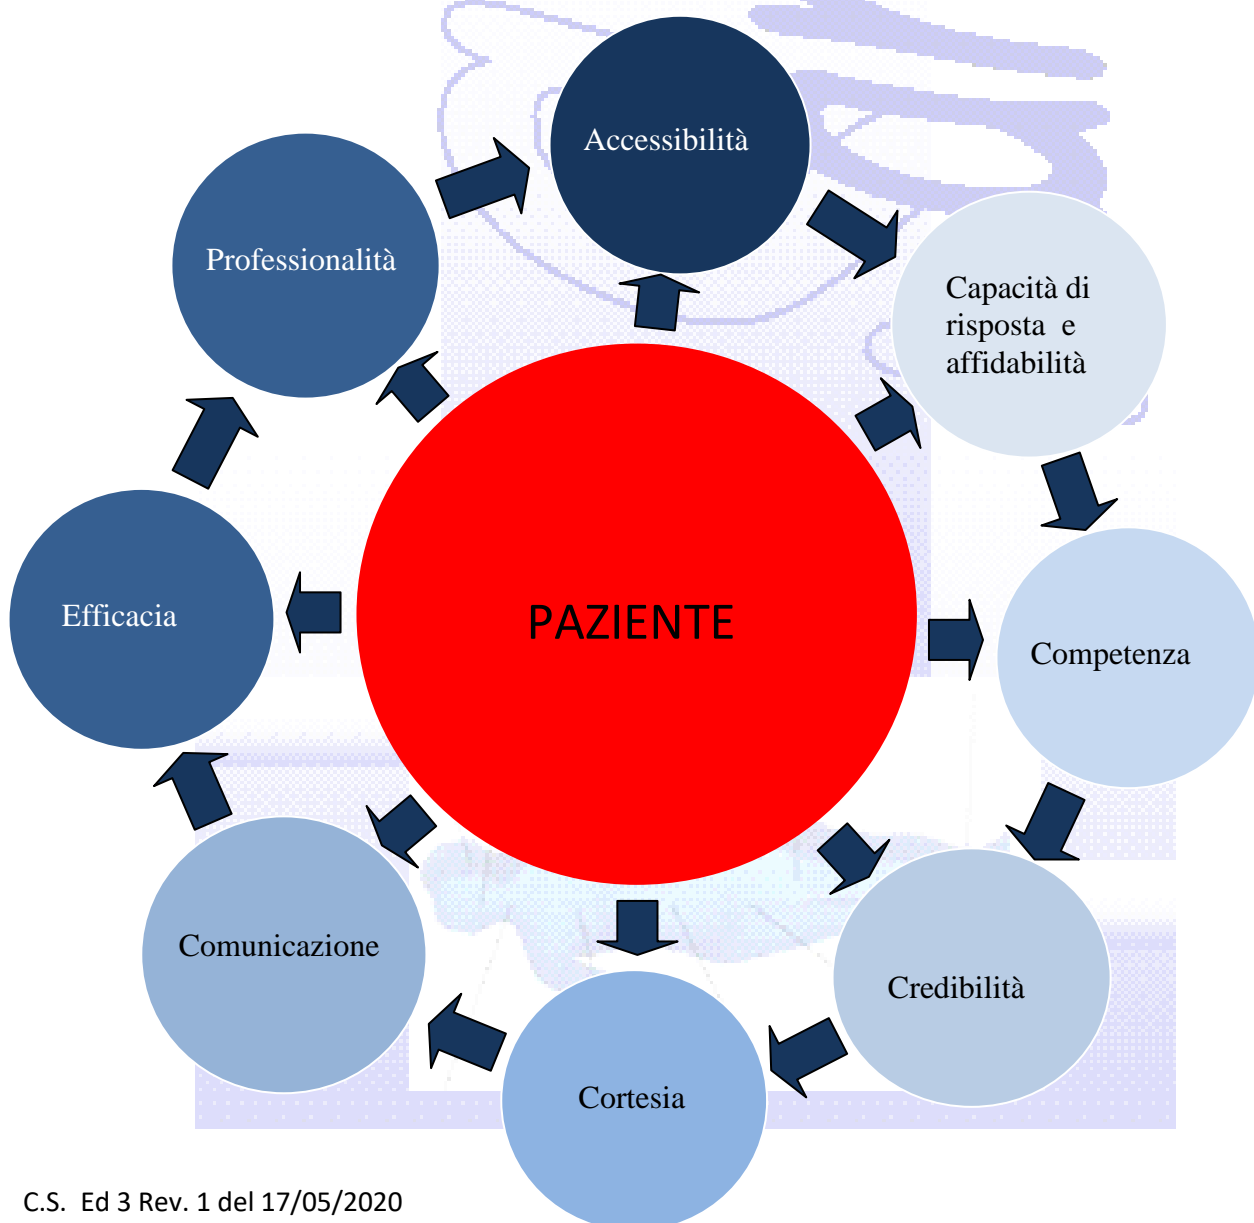 Accessibilità
Professionalità
Capacità di
risposta e
affidabilità
Efficacia
PAZIENTE
Competenza
Comunicazione
Credibilità
Cortesia
C.S. Ed 3 Rev. 1 del 17/05/2020